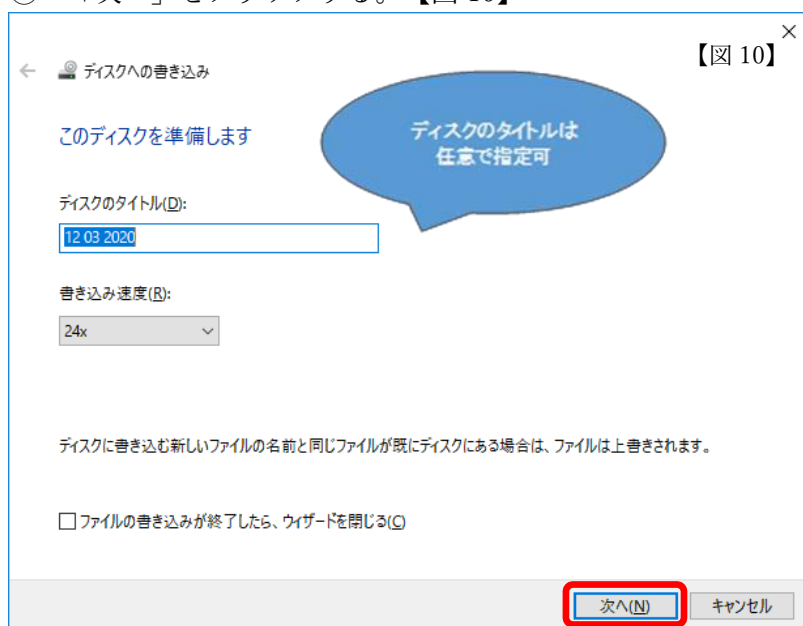 【図 10】
ディスクへの書き込み
このディスクを準備します
ディスクのタイトルは
任意で指定可
ディスクのタイトル(D):
12 03 2020
書き込み速度(R):
24x
ディスクに書き込む新しいファイルの名前と同じファイルが既にディスクにある場合は、ファイルは上書きされます。
ファイルの書き込みが終了したら、ウィザードを閉じる(C)
次へ(N)
キャンセル